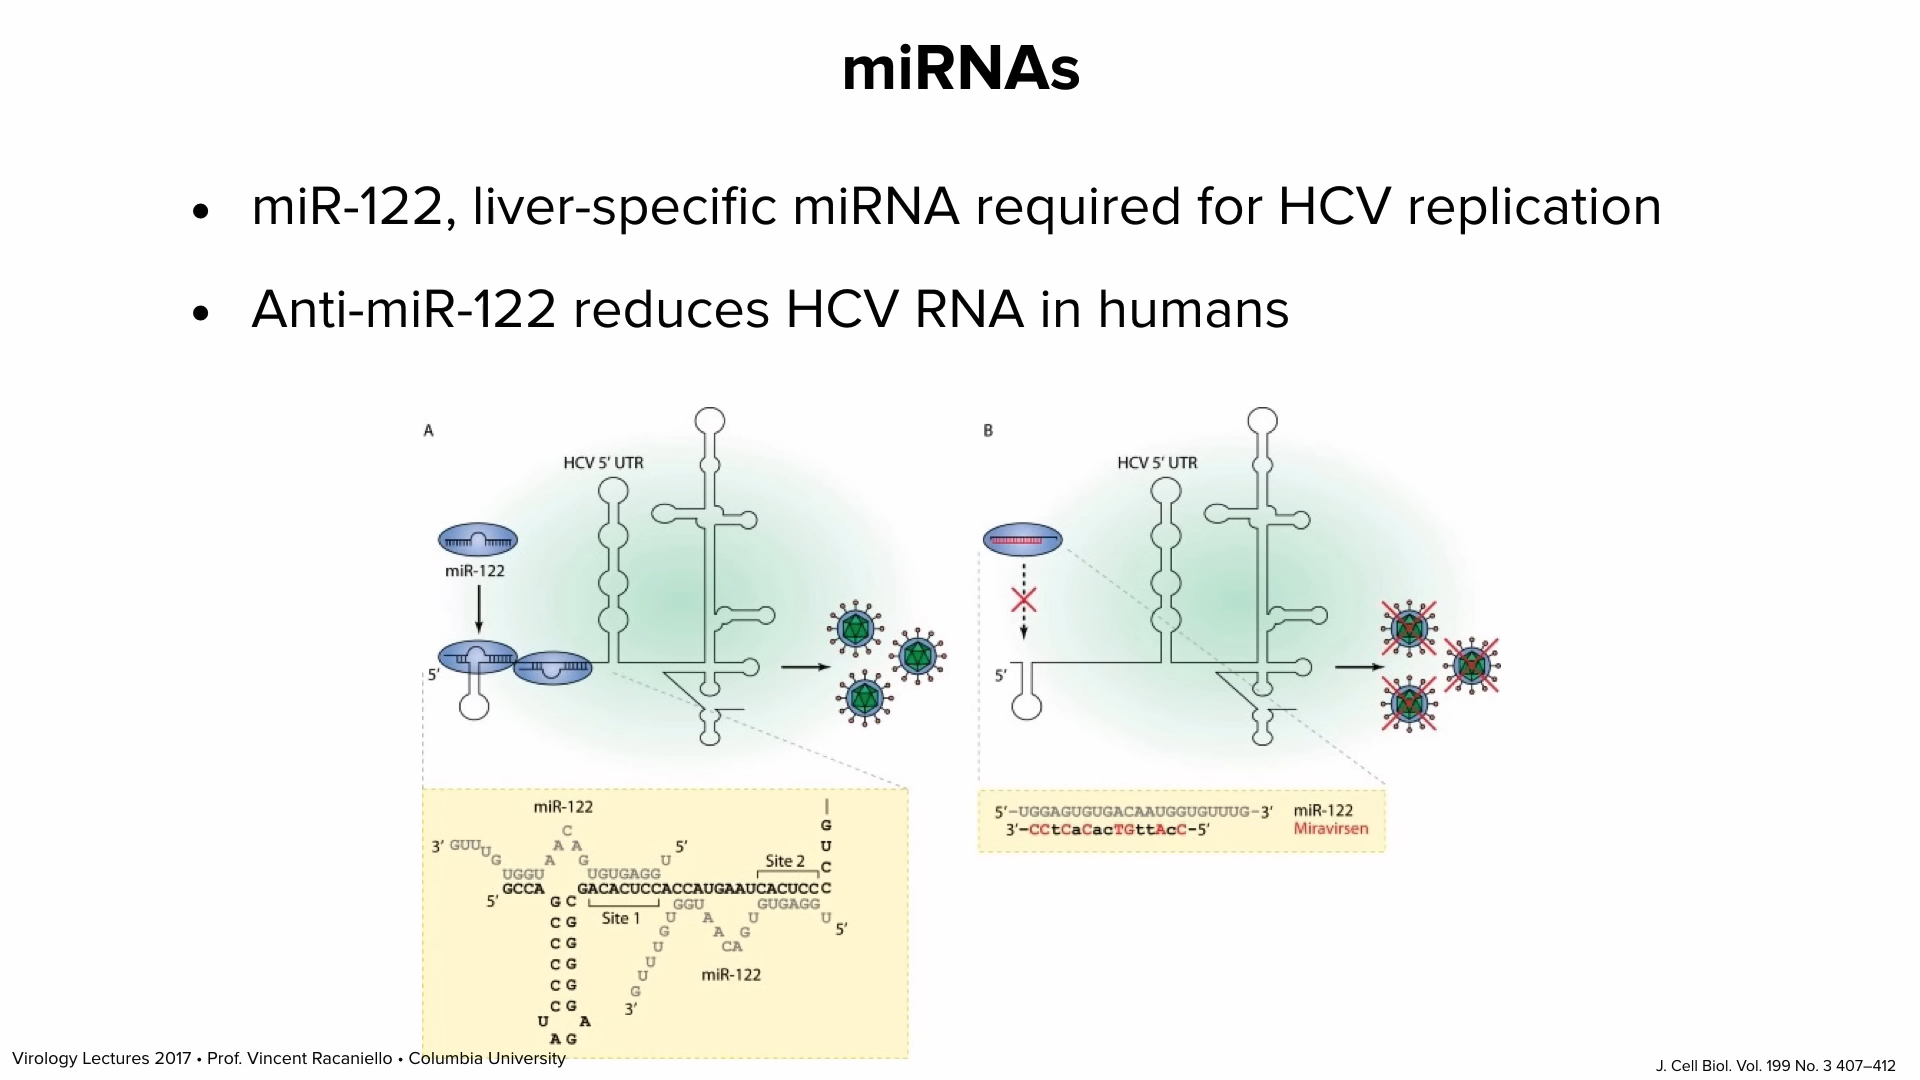 miRNAs
• miR-122, liver-specific miRNA required for HCV replication
• Anti-miR-122 reduces HCV RNA in humans
A
HCV 5′ UTR
miR-122
5′
miR-122
C
A A
3′ GUUU
G
A
G
U
5′
UGGU
UGUGAGG
Site 2
G
U
C
GCCA
GACACUCCACCAUGAAUCACUCCC
5′
G C
Site 1
GGU
GUGAGG
C G
U
A
U
U
5′
G
A G
C G
U
CA
C G
U
miR-122
C G
U
G
3′
C G
U
A
A G
B
HCV 5′ UTR
5′
5′–UGGAGUGUGACAAUGGUGUUUG–3′ miR-122
3′–CCtCaCacTGttAcC–5′ Miravirsen
Virology Lectures 2017 • Prof. Vincent Racaniello • Columbia University
J. Cell Biol. Vol. 199 No. 3 407–412